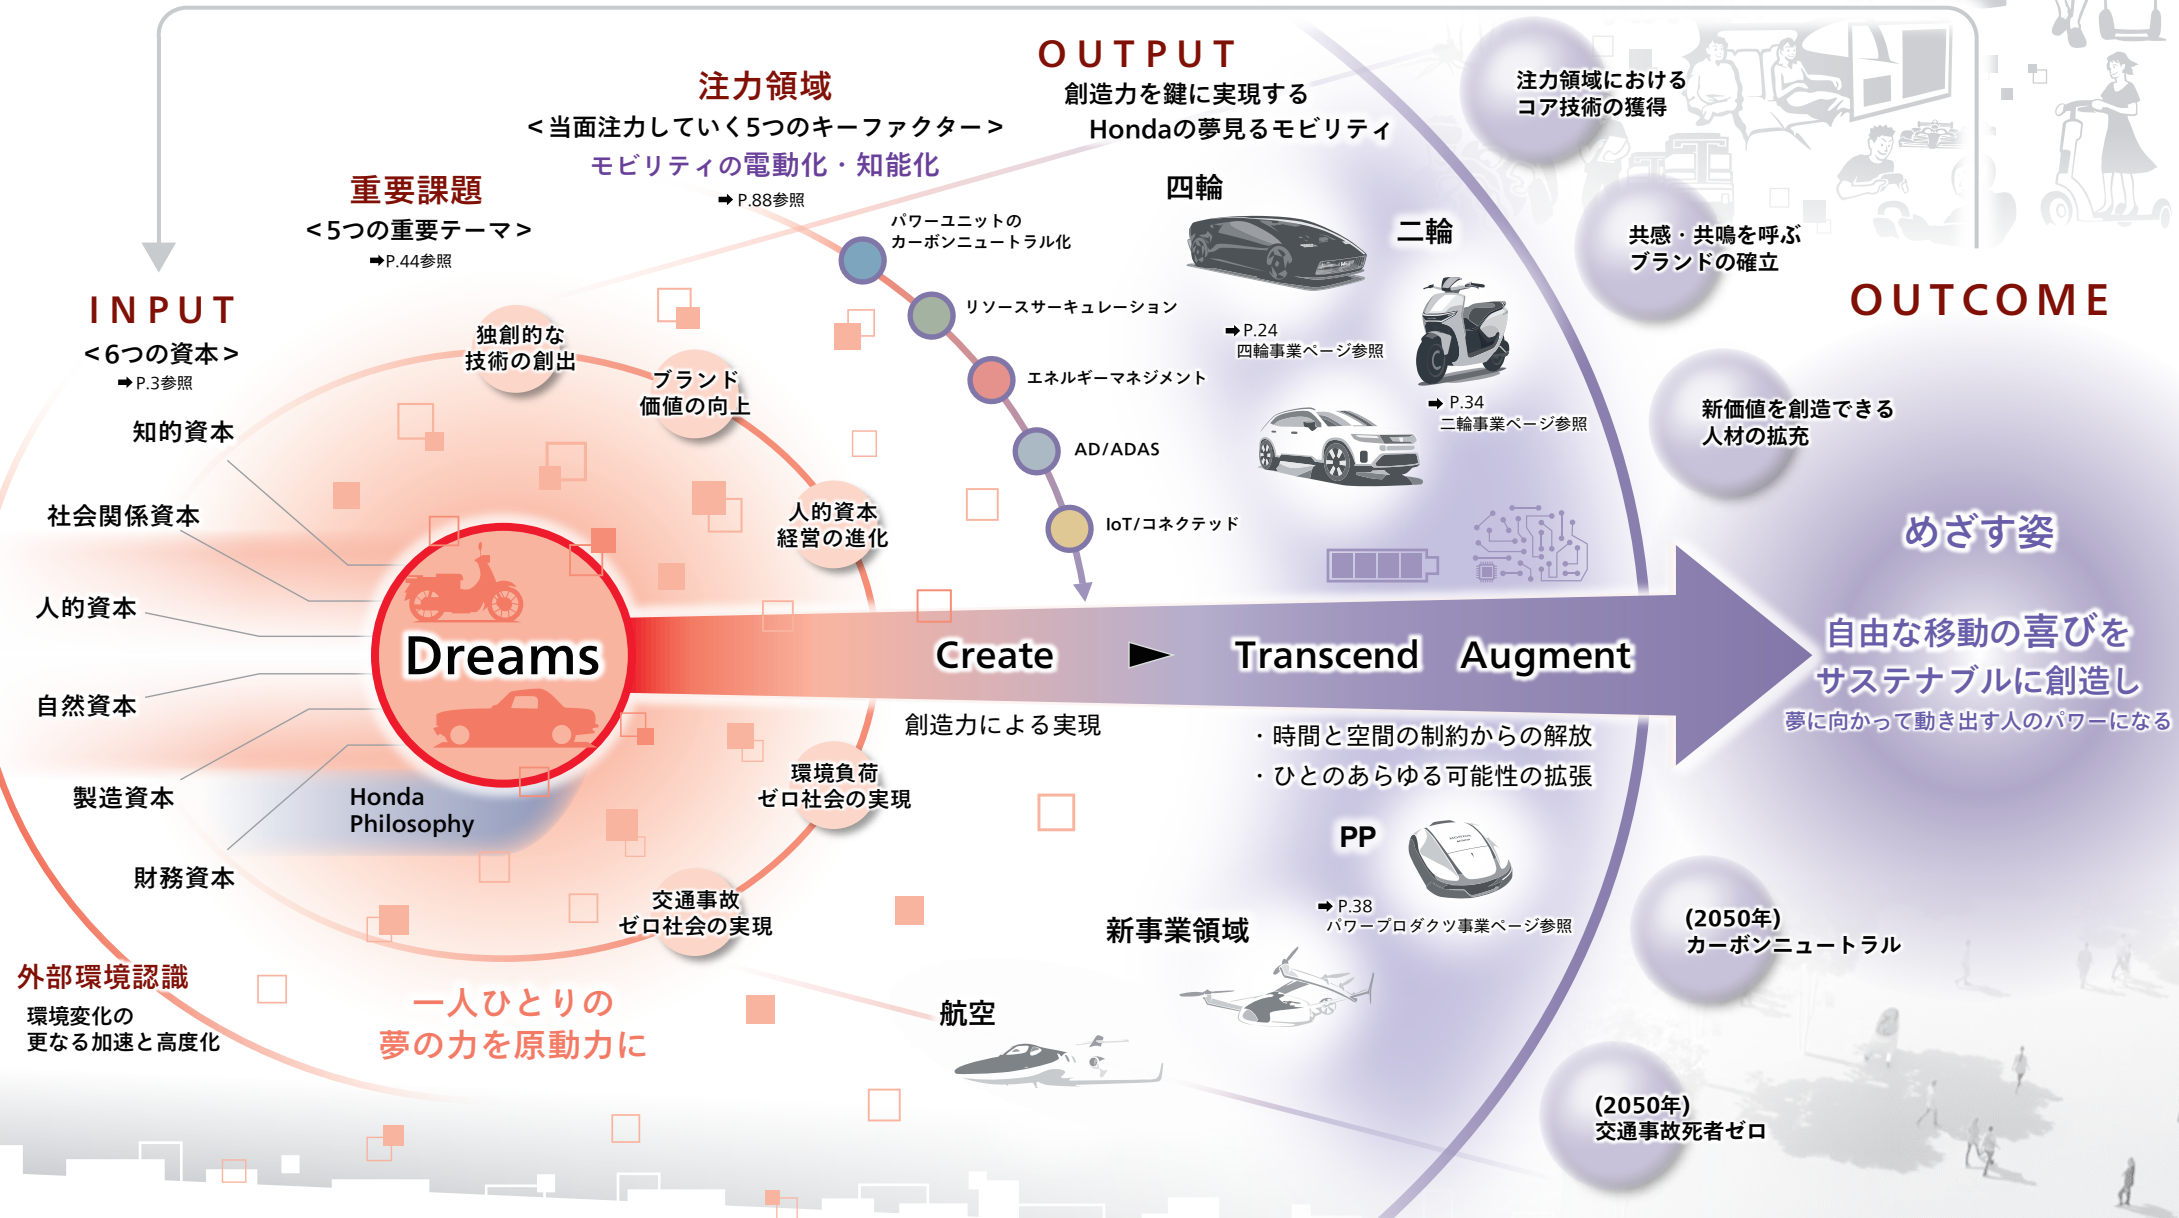 INPUT
<6つの資本>
➡P.3参照
知的資本
社会関係資本
人的資本
自然資本
製造資本
財務資本
外部環境認識
環境変化の
更なる加速と高度化
重要課題
<5つの重要テーマ>
➡P.44参照
独創的な
技術の創出
ブランド
価値の向上
人的資本
経営の進化
環境負荷
ゼロ社会の実現
交通事故
ゼロ社会の実現
Dreams
Honda
Philosophy
一人ひとりの
夢の力を原動力に
注力領域
<当面注力していく5つのキーファクター>
モビリティの電動化・知能化
➡P.88参照
パワーユニットの
カーボンニュートラル化
リソースサーキュレーション
エネルギーマネジメント
AD/ADAS
IoT/コネクテッド
Create
創造力による実現
Transcend Augment
・時間と空間の制約からの解放
・ひとのあらゆる可能性の拡張
OUTPUT
創造力を鍵に実現する
Hondaの夢見るモビリティ
四輪
➡P.24
四輪事業ページ参照
二輪
➡P.34
二輪事業ページ参照
PP
➡P.38
パワープロダクツ事業ページ参照
新事業領域
航空
注力領域における
コア技術の獲得
共感・共鳴を呼ぶ
ブランドの確立
新価値を創造できる
人材の拡充
(2050年)
カーボンニュートラル
(2050年)
交通事故死者ゼロ
OUTCOME
めざす姿
自由な移動の喜びを
サステナブルに創造し
夢に向かって動き出す人のパワーになる